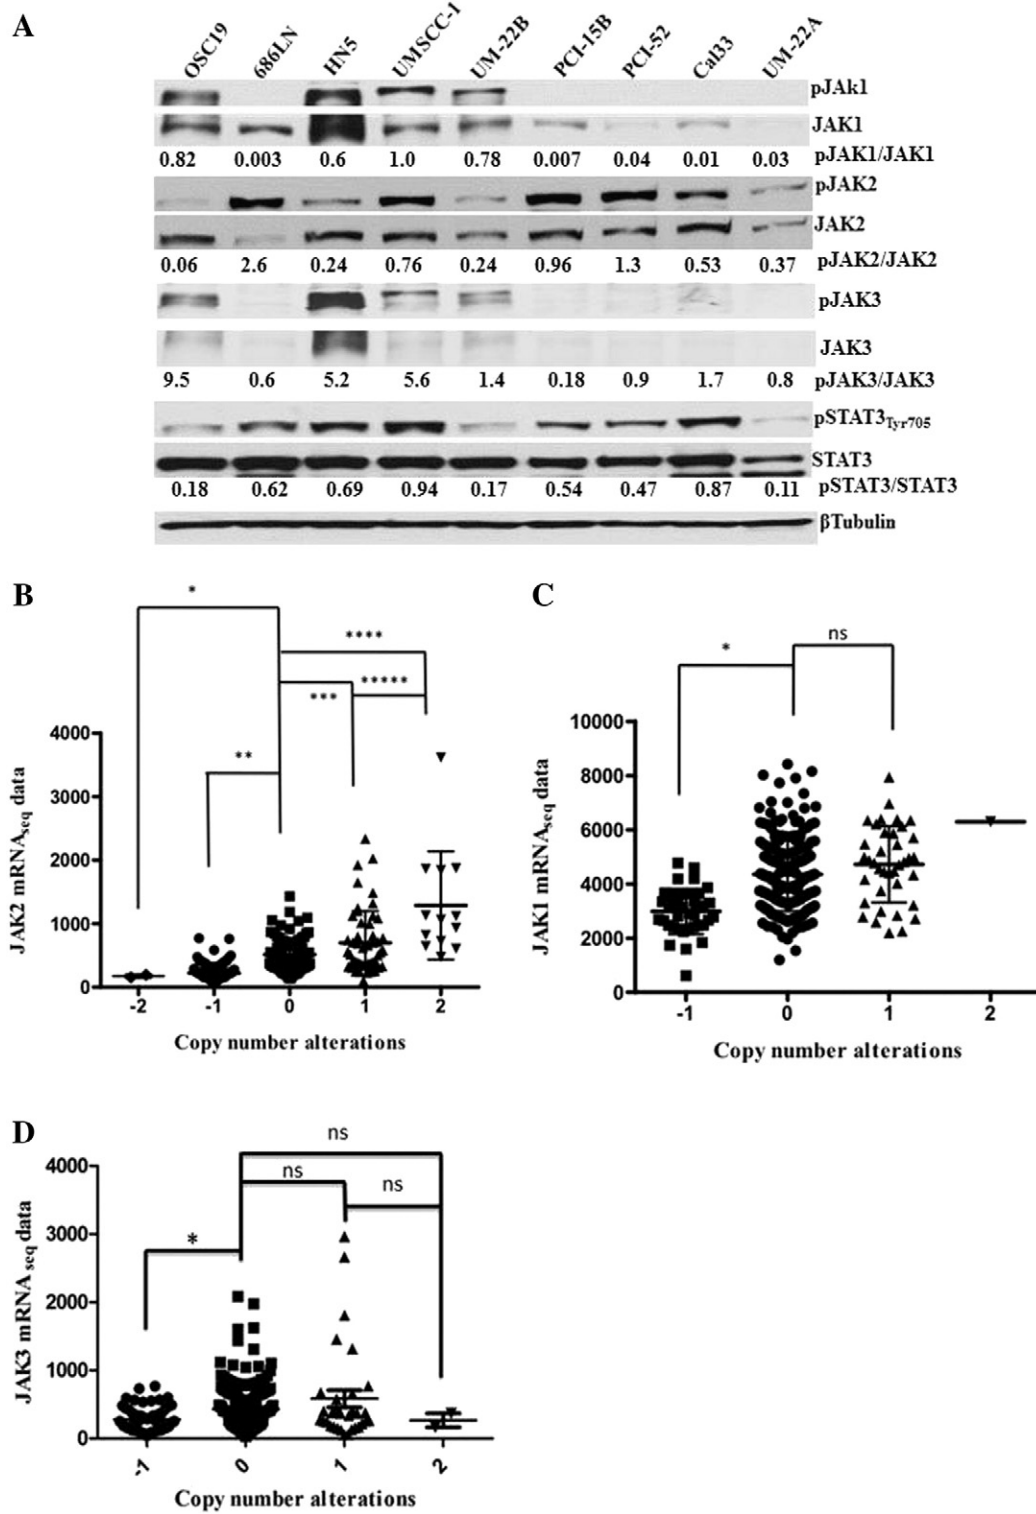 A
OSC19 686LN HN5 UMSCC-1 UM-22B PCI-15B PCI-52 Cal33 UM-22A
pJAk1
JAK1
0.82 0.003 0.6 1.0 0.78 0.007 0.04 0.01 0.03 pJAK1/JAK1
pJAK2
JAK2
0.06 2.6 0.24 0.76 0.24 0.96 1.3 0.53 0.37 pJAK2/JAK2
pJAK3
JAK3
9.5 0.6 5.2 5.6 1.4 0.18 0.9 1.7 0.8 pJAK3/JAK3
pSTAT3Tyr705
STAT3
0.18 0.62 0.69 0.94 0.17 0.54 0.47 0.87 0.11 pSTAT3/STAT3
βTubulin
B
*
****
*****
***
**
4000
3000
2000
1000
0
JAK2 mRNAseq data
-2 -1 0 1 2
Copy number alterations
C
ns
*
10000
8000
6000
4000
2000
0
JAK1 mRNAseq data
-1 0 1 2
Copy number alterations
D
ns
ns
ns
*
4000
3000
2000
1000
0
JAK3 mRNA seq data
-1 0 1 2
Copy number alterations